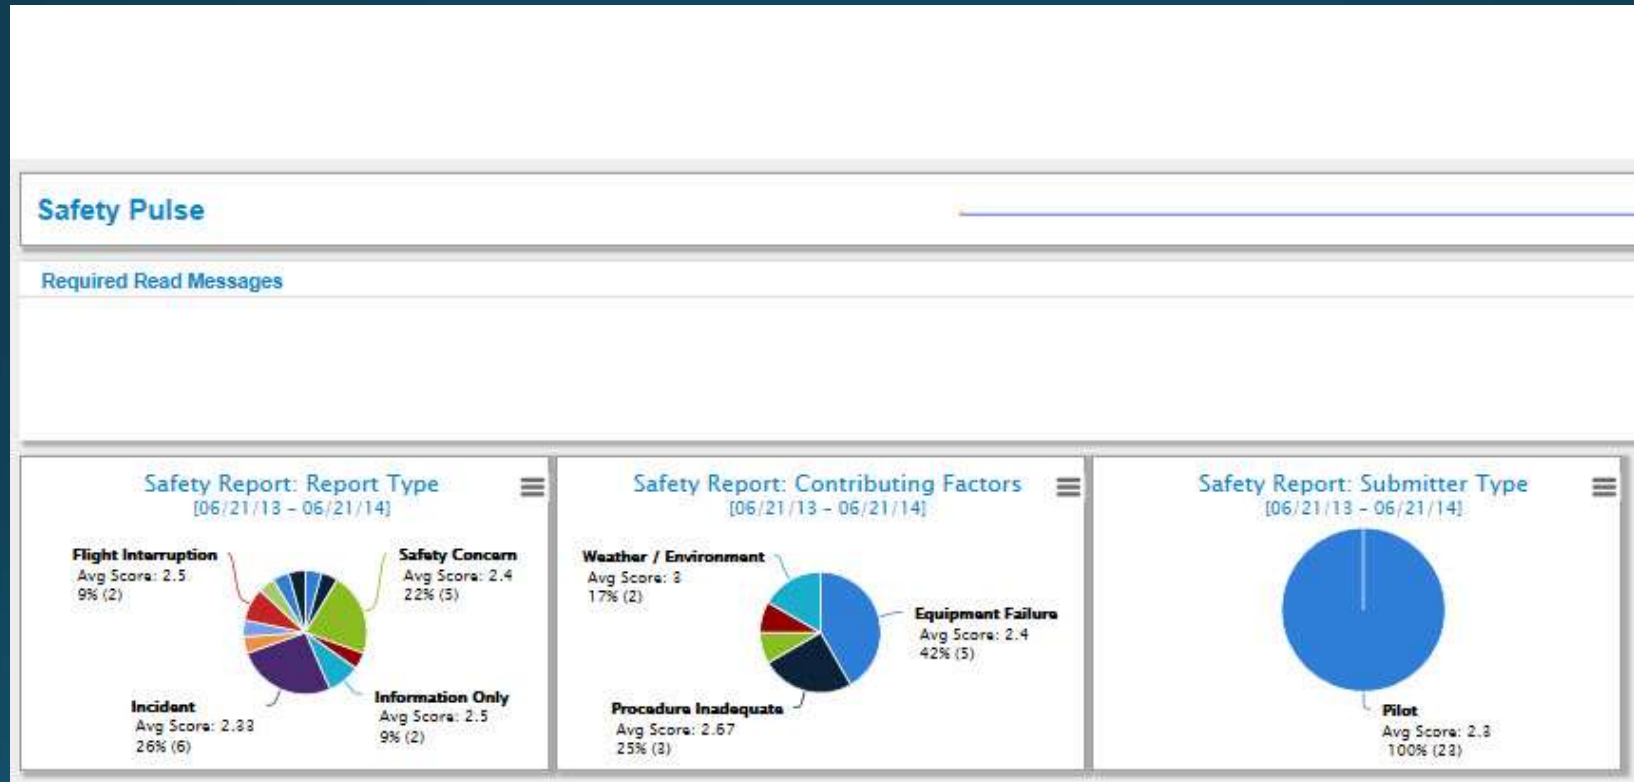 Safety Pulse
Required Read Messages
Safety Report: Report Type
[06/21/13 - 06/21/14]
Flight Interruption
Avg Score: 2.5
9% (2)
Safety Concern
Avg Score: 2.4
22% (5)
Incident
Avg Score: 2.33
26% (6)
Information Only
Avg Score: 2.5
9% (2)
Safety Report: Contributing Factors
[06/21/13 - 06/21/14]
Weather / Environment
Avg Score: 3
17% (2)
Equipment Failure
Avg Score: 2.4
42% (5)
Procedure Inadequate
Avg Score: 2.67
25% (3)
Safety Report: Submitter Type
[06/21/13 - 06/21/14]
Pilot
Avg Score: 2.3
100% (23)